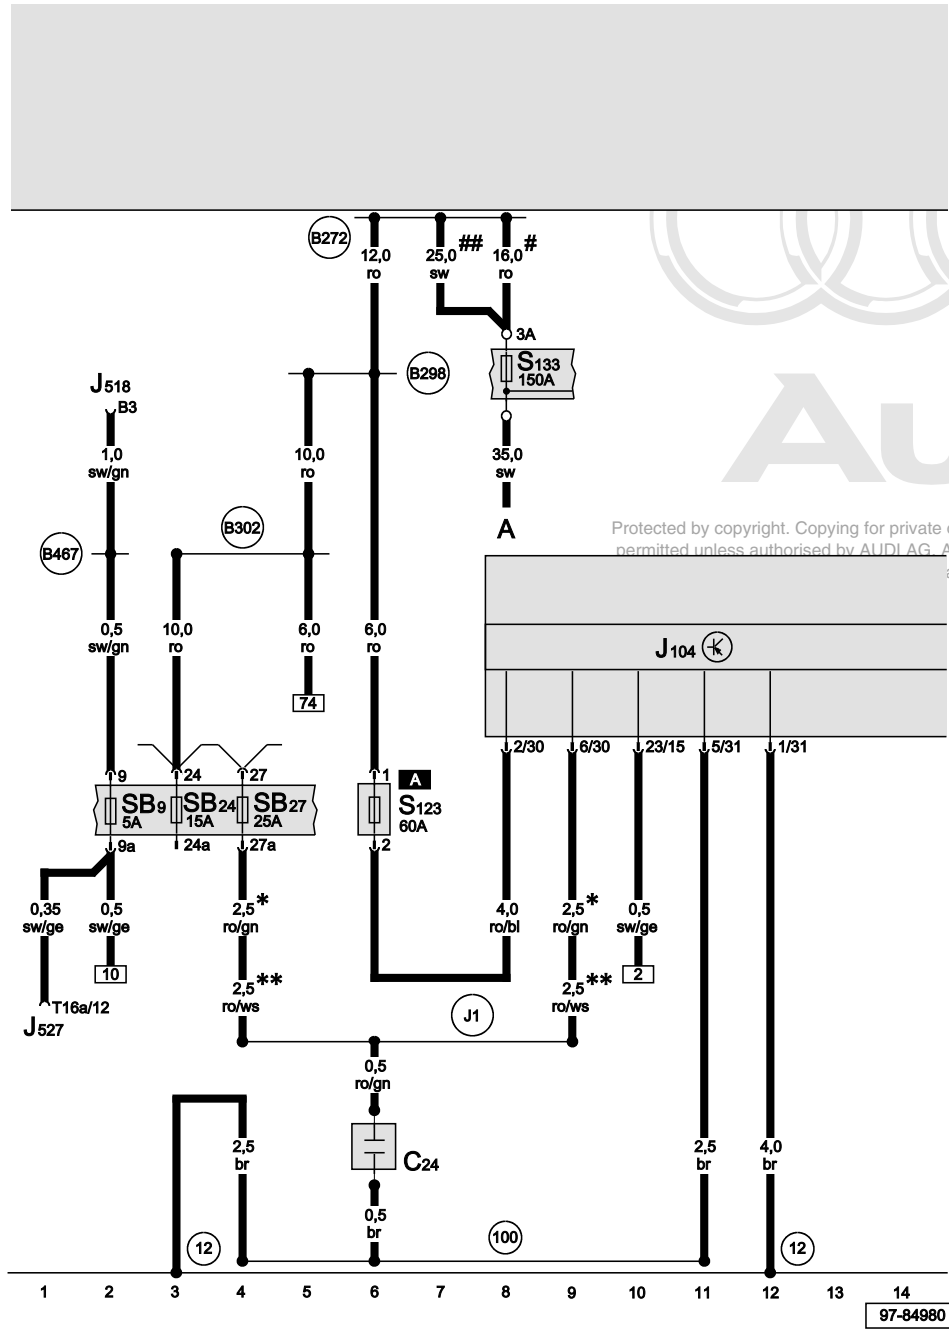 B272
12,0
ro
25,0
sw
##
16,0
ro
#
3A
S133
150A
B298
J518
B3
1,0
sw/gn
10,0
ro
35,0
sw
A
Au
B302
B467
Protected by copyright. Copying for private
permitted unless authorised by AUDI AG. A
0,5
sw/gn
10,0
ro
6,0
ro
6,0
ro
J104
74
2/30
6/30
23/15
5/31
1/31
9
24
27
1
A
SB9
5A
SB24
15A
SB27
25A
S123
60A
9a
24a
27a
2
0,35
sw/ge
0,5
sw/ge
2,5
ro/gn
*
4,0
ro/bl
2,5
ro/gn
*
0,5
sw/ge
10
2
2,5
ro/ws
**
2,5
ro/ws
**
T16a/12
J527
J1
0,5
ro/gn
2,5
br
C24
2,5
br
4,0
br
0,5
br
12
100
12
1 2 3 4 5 6 7 8 9 10 11 12 13 14
97-84980